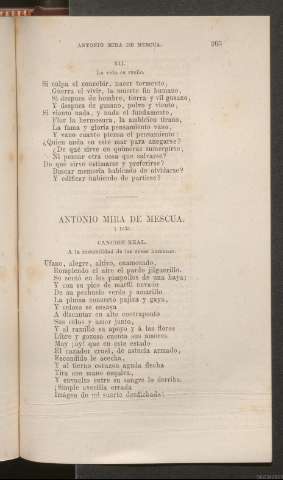 ANTONIO MIRA DE MESCUA.
XII.
La vida es sueño.
Si culpa el concebir, nacer tormento,
Guerra el vivir, la muerte fin humano,
Si despues de hombre, tierra y vil gusano,
Y despues de gusano, polvo y viento;
Si viento nada, y nada el fundamento,
Flor la hermosura, la ambicion tirano,
La fama y gloria pensamiento vano,
Y vano cuanto piensa el pensamiento:
¿Quien anda en este mar para anegarse?
¿De qué sirve en quimeras sumergirse,
Ni pensar otra cosa que salvarse?
De qué sirve estimarse y preferirse?
Buscar memoria habiendo de olvidarse?
Y edificar habiendo de partirse?
ANTONIO MIRA DE MESCUA.
CANCION REAL.
A la instabilidad de las cosas humanas.
Ufano, alegre, altivo, enamorado,
Rompiendo el aire el pardo jilguerillo,
Se sentó en los pimpollos de una haya;
Y con su pico de marfil nevado
De su pechuelo verde y amarillo
La pluma concertó pajiza y gaya,
Y celoso se ensaya
A discantar en alto contrapunto
Sus celos y amor junto,
Y al ramillo se apoyo y á las flores
Libre y gozoso cuenta sus amores.
Mas ¡ay! que en este estado
El cazador cruel, de astucia armado,
Escondido le acecha,
Y al tierno corazon aguda flecha
Tira con mano esquiva,
Y envuelto entre su sangre le derriba.
¡Simple avecilla errada
Imágen de mi suerte desdichada!